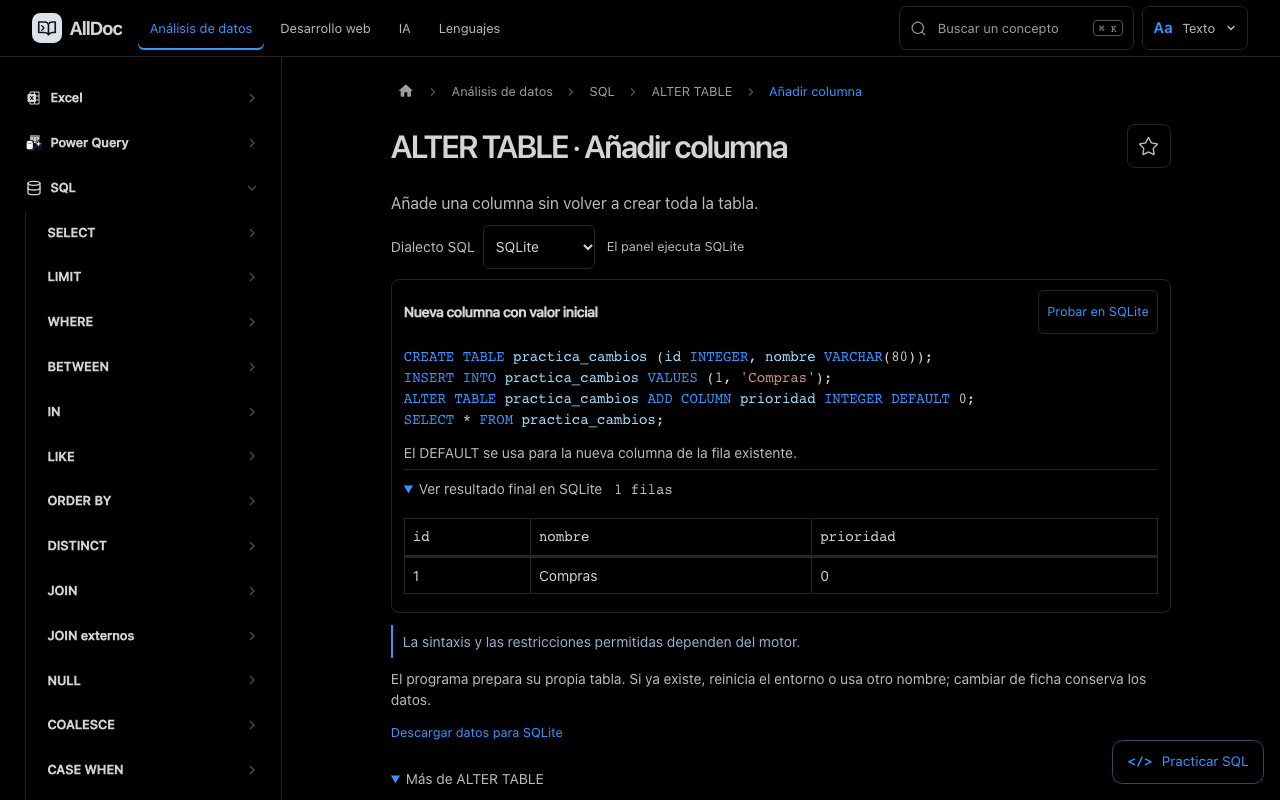 AllDoc
Análisis de datos
Desarrollo web
IA
Lenguajes
Buscar un concepto
⌘ K
Aa Texto
Excel
Power Query
SQL
SELECT
LIMIT
WHERE
BETWEEN
IN
LIKE
ORDER BY
DISTINCT
JOIN
JOIN externos
NULL
COALESCE
CASE WHEN
Análisis de datos > SQL > ALTER TABLE > Añadir columna
ALTER TABLE · Añadir columna
Añade una columna sin volver a crear toda la tabla.
Dialecto SQL SQLite El panel ejecuta SQLite
Nueva columna con valor inicial
Probar en SQLite
CREATE TABLE practica_cambios (id INTEGER, nombre VARCHAR(80));
INSERT INTO practica_cambios VALUES (1, 'Compras');
ALTER TABLE practica_cambios ADD COLUMN prioridad INTEGER DEFAULT 0;
SELECT * FROM practica_cambios;
El DEFAULT se usa para la nueva columna de la fila existente.
Ver resultado final en SQLite 1 filas
id nombre prioridad
1 Compras 0
La sintaxis y las restricciones permitidas dependen del motor.
El programa prepara su propia tabla. Si ya existe, reinicia el entorno o usa otro nombre; cambiar de ficha conserva los
datos.
Descargar datos para SQLite
Más de ALTER TABLE
</> Practicar SQL